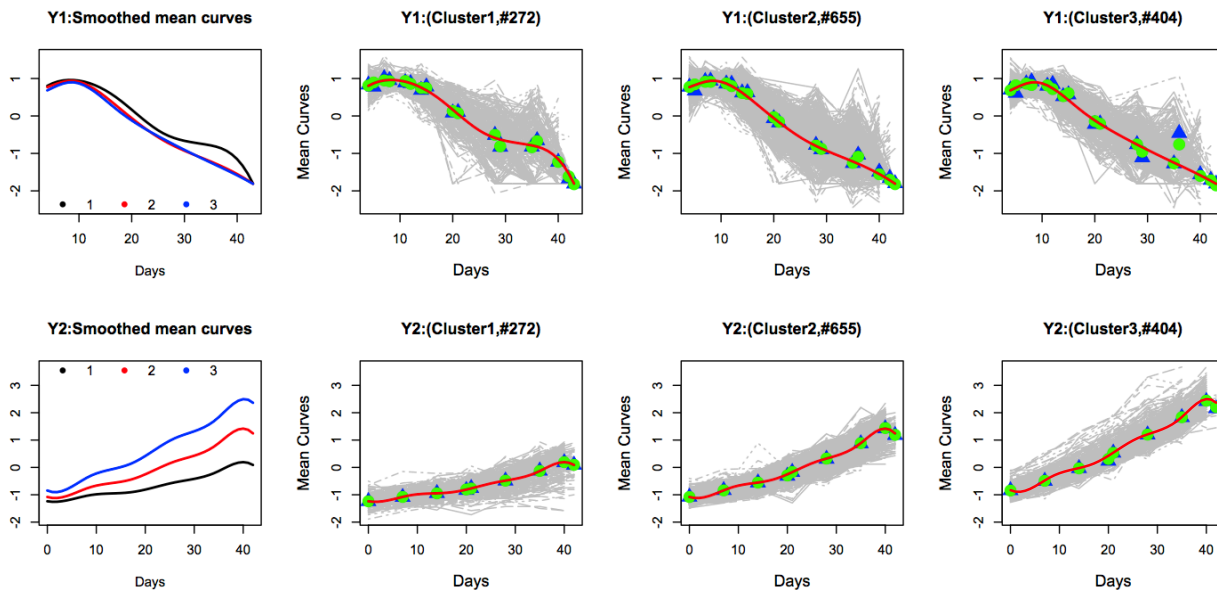 Y1:Smoothed mean curves
Y1:(Cluster1,#272)
Y1:(Cluster2,#655)
Y1:(Cluster3,#404)
1
0
-1
-2
1 2 3
10 20 30 40
Days
Mean Curves
1
0
-1
-2
10 20 30 40
Days
Mean Curves
1
0
-1
-2
10 20 30 40
Days
Mean Curves
1
0
-1
-2
10 20 30 40
Days
Y2:Smoothed mean curves
Y2:(Cluster1,#272)
Y2:(Cluster2,#655)
Y2:(Cluster3,#404)
3
2
1
0
-1
-2
1 2 3
0 10 20 30 40
Days
Mean Curves
3
2
1
0
-1
-2
0 10 20 30 40
Days
Mean Curves
3
2
1
0
-1
-2
0 10 20 30 40
Days
Mean Curves
3
2
1
0
-1
-2
0 10 20 30 40
Days